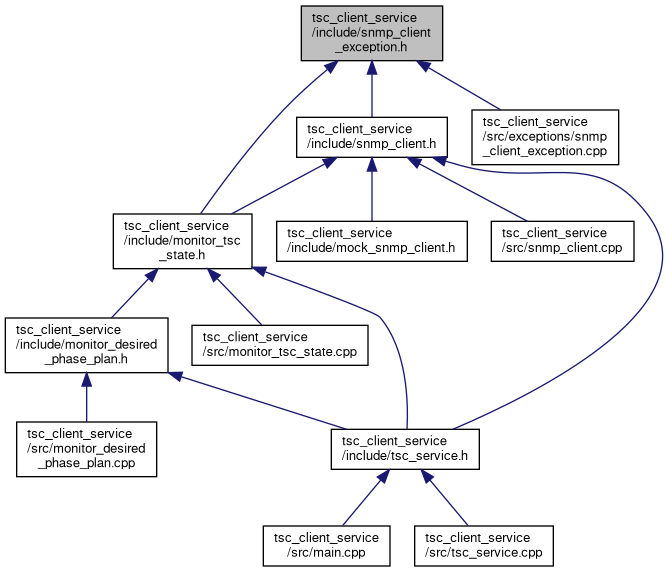 tsc_client_service
/include/snmp_client
_exception.h
tsc_client_service
/include/snmp_client.h
tsc_client_service
/src/exceptions/snmp
_client_exception.cpp
tsc_client_service
/include/monitor_tsc
_state.h
tsc_client_service
/include/mock_snmp_client.h
tsc_client_service
/src/snmp_client.cpp
tsc_client_service
/include/monitor_desired
_phase_plan.h
tsc_client_service
/src/monitor_tsc_state.cpp
tsc_client_service
/src/monitor_desired
_phase_plan.cpp
tsc_client_service
/include/tsc_service.h
tsc_client_service
/src/main.cpp
tsc_client_service
/src/tsc_service.cpp